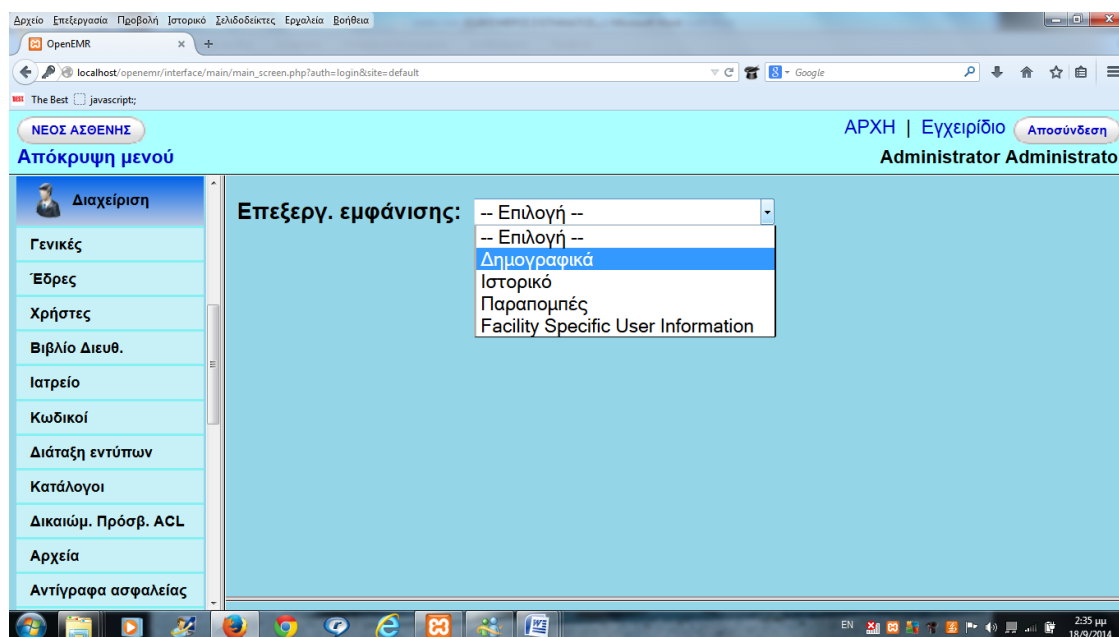 Αρχείο Επεξεργασία Προβολή Ιστορικό Σελιδοδείκτες Εργαλεία Βοήθεια
OpenEMR × +
localhost/openemr/interface/main/main_screen.php?auth=login&site=default
Google
The Best javascript:;
ΝΕΟΣ ΑΣΘΕΝΗΣ
ΑΡΧΗ | Εγχειρίδιο Αποσύνδεση
Απόκρυψη μενού
Administrator Administrato
Διαχείριση
Γενικές
Έδρες
Χρήστες
Βιβλίο Διευθ.
Ιατρείο
Κωδικοί
Διάταξη εντύπων
Κατάλογοι
Δικαιώμ. Πρόσβ. ACL
Αρχεία
Αντίγραφα ασφαλείας
Επεξεργ. εμφάνισης: -- Επιλογή --
-- Επιλογή --
Δημογραφικά
Ιστορικό
Παραπομπές
Facility Specific User Information
EN
2:35 μμ
18/9/2014